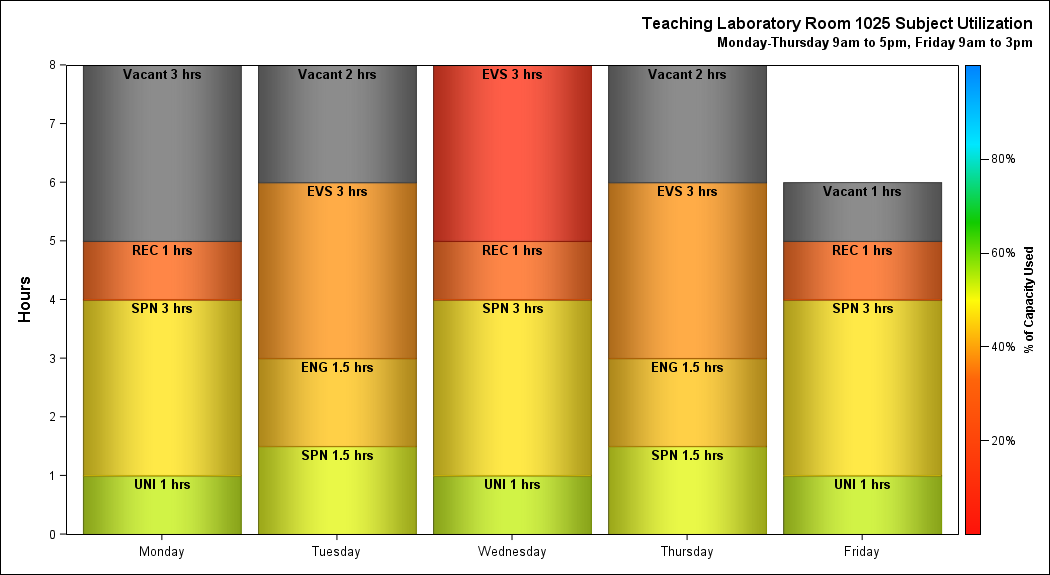 Teaching Laboratory Room 1025 Subject Utilization
Monday-Thursday 9am to 5pm, Friday 9am to 3pm
Hours
8
7
6
5
4
3
2
1
0
Vacant 3 hrs
REC 1 hrs
SPN 3 hrs
UNI 1 hrs
Vacant 2 hrs
EVS 3 hrs
ENG 1.5 hrs
SPN 1.5 hrs
EVS 3 hrs
REC 1 hrs
SPN 3 hrs
UNI 1 hrs
Vacant 2 hrs
EVS 3 hrs
ENG 1.5 hrs
SPN 1.5 hrs
Vacant 1 hrs
REC 1 hrs
SPN 3 hrs
UNI 1 hrs
Monday
Tuesday
Wednesday
Thursday
Friday
80%
60%
40%
20%
% of Capacity Used